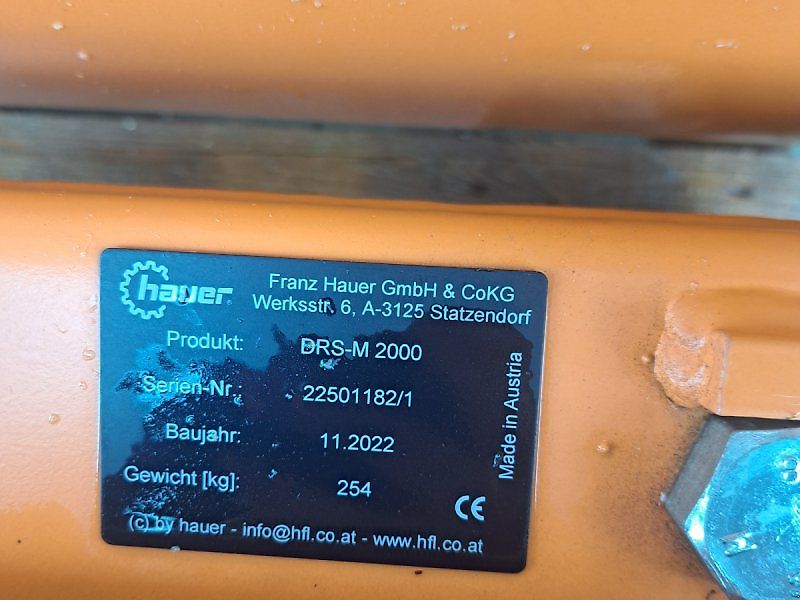 hauer
Franz Hauer GmbH & CoKG
Werksstr. 6, A-3125 Statzendorf
Produkt: DRS-M 2000
Serien-Nr.: 22501182/1
Baujahr: 11.2022
Gewicht [kg]: 254
Made in Austria
CE
(c) by hauer - info@hfl.co.at - www.hfl.co.at